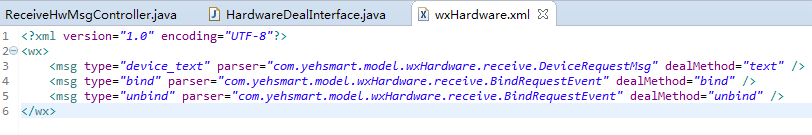 ReceiveHwMsgController.java HardwareDealInterface.java wxHardware.xml
1 <?xml version="1.0" encoding="UTF-8"?>
2 <wx>
3 <msg type="device_text" parser="com.yehsmart.model.wxHardware.receive.DeviceRequestMsg" dealMethod="text" />
4 <msg type="bind" parser="com.yehsmart.model.wxHardware.receive.BindRequestEvent" dealMethod="bind" />
5 <msg type="unbind" parser="com.yehsmart.model.wxHardware.receive.BindRequestEvent" dealMethod="unbind" />
6 </wx>